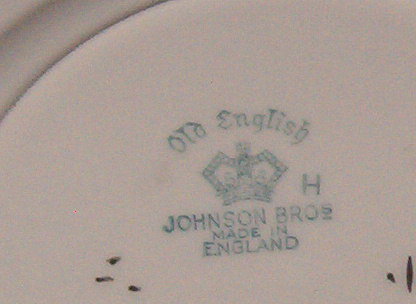 Old English
H
JOHNSON BROS
MADE IN
ENGLAND